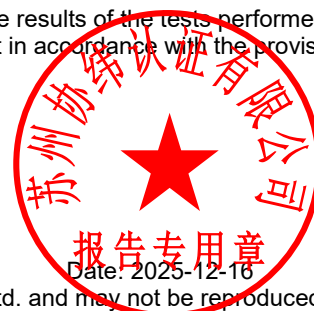 e results of the tests performe
t in accordance with the provis
苏州协纬认证有限公司
报告专用章
Date: 2025-12-16
td. and may not be reproduced